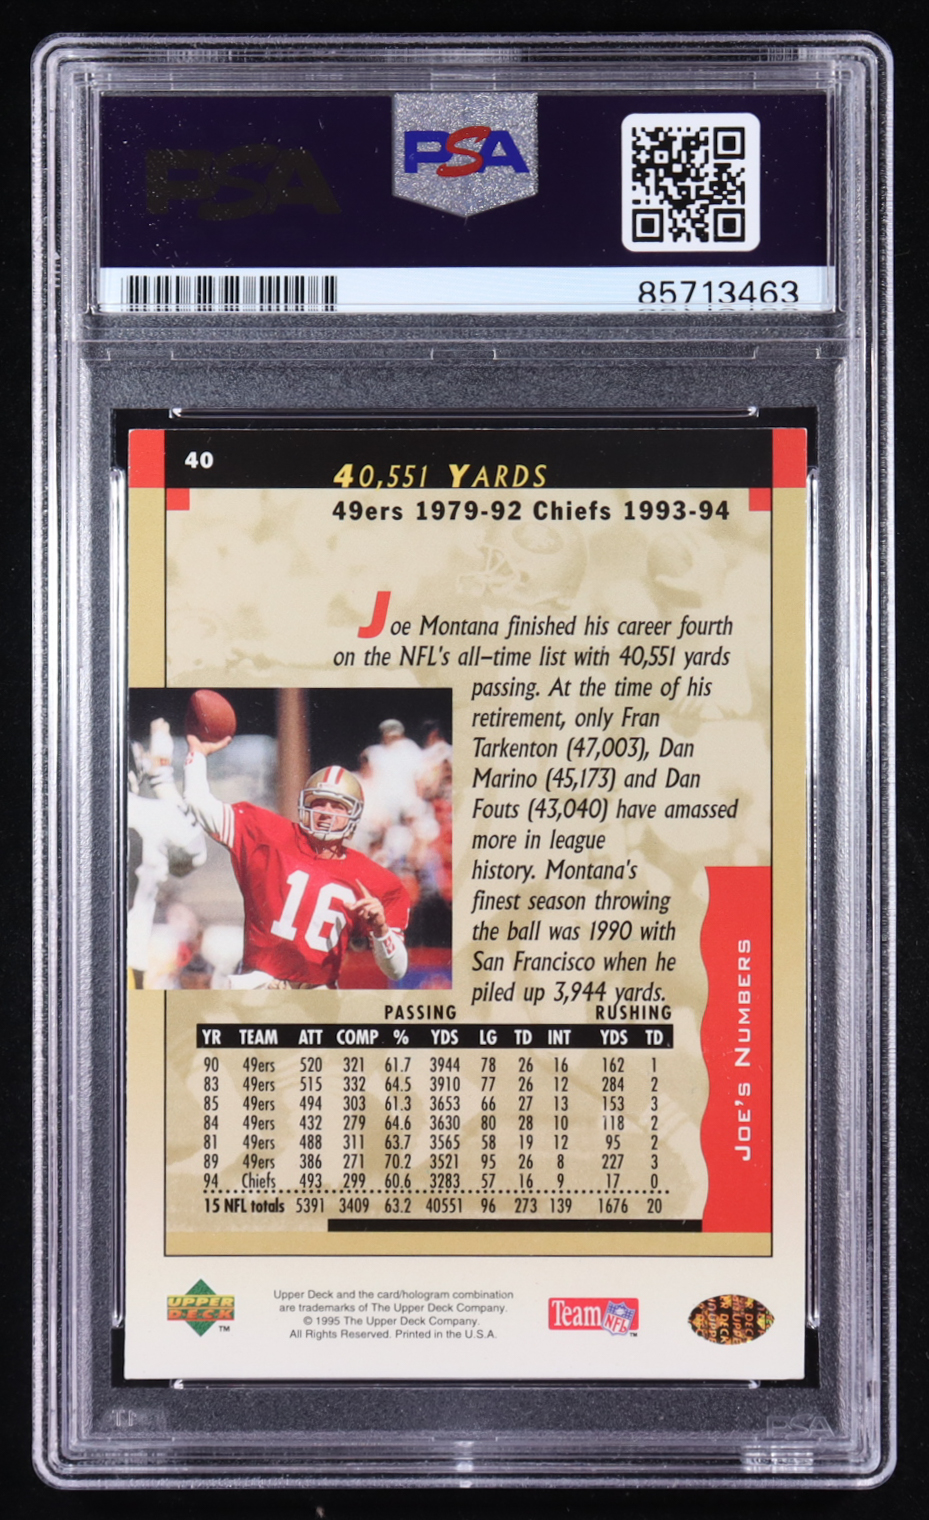 PSA
PSA
85713463
40
40,551 YARDS
49ers 1979-92 Chiefs 1993-94
Joe Montana finished his career fourth
on the NFL's all-time list with 40,551 yards
passing. At the time of his
retirement, only Fran
Tarkenton (47,003), Dan
Marino (45,173) and Dan
Fouts (43,040) have amassed
more in league
history. Montana's
finest season throwing
the ball was 1990 with
San Francisco when he
piled up 3,944 yards.
16
JOE'S NUMBERS
PASSING RUSHING
YR TEAM ATT COMP % YDS LG TD INT YDS TD
90 49ers 520 321 61.7 3944 78 26 16 162 1
83 49ers 515 332 64.5 3910 77 26 12 284 2
85 49ers 494 303 61.3 3653 66 27 13 153 3
84 49ers 432 279 64.6 3630 80 28 10 118 2
81 49ers 488 311 63.7 3565 58 19 12 95 2
89 49ers 386 271 70.2 3521 95 26 8 227 3
94 Chiefs 493 299 60.6 3283 57 16 9 17 0
15 NFL totals 5391 3409 63.2 40551 96 273 139 1676 20
UPPER
DECK
TM
Upper Deck and the card/hologram combination
are trademarks of The Upper Deck Company.
© 1995 The Upper Deck Company.
All Rights Reserved. Printed in the U.S.A.
Team NFL
TM
PSA